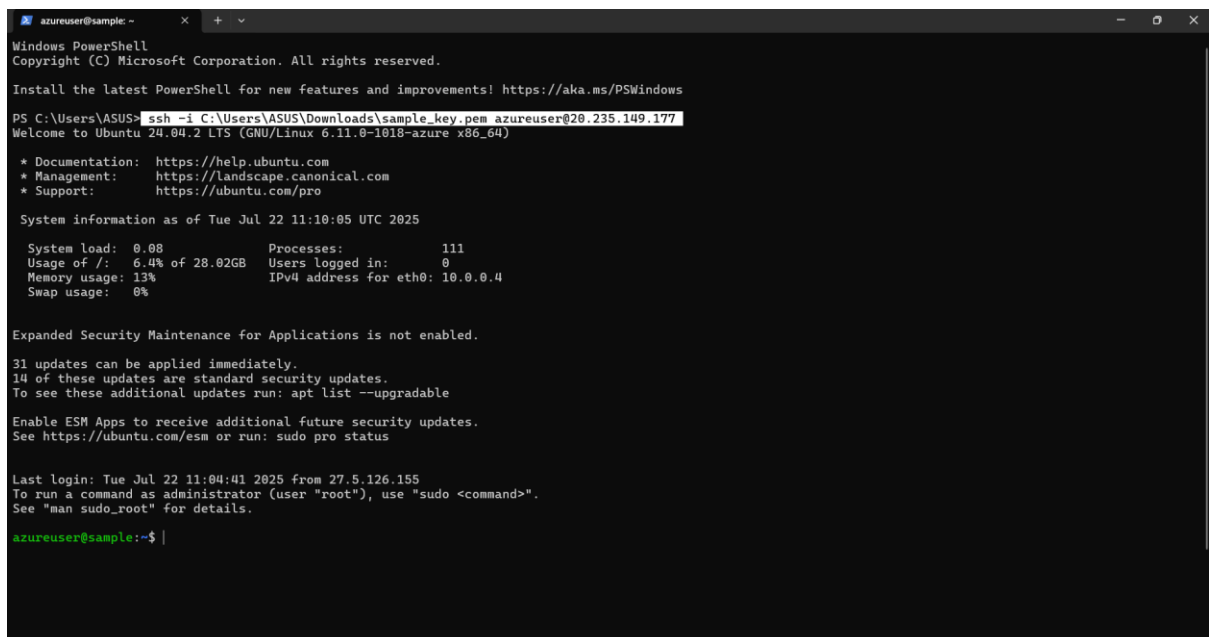 azureuser@sample: ~
Windows PowerShell
Copyright (C) Microsoft Corporation. All rights reserved.
Install the latest PowerShell for new features and improvements! https://aka.ms/PSWindows
PS C:\Users\ASUS> ssh -i C:\Users\ASUS\Downloads\sample_key.pem azureuser@20.235.149.177
Welcome to Ubuntu 24.04.2 LTS (GNU/Linux 6.11.0-1018-azure x86_64)
* Documentation: https://help.ubuntu.com
* Management: https://landscape.canonical.com
* Support: https://ubuntu.com/pro
System information as of Tue Jul 22 11:10:05 UTC 2025
System load: 0.08 Processes: 111
Usage of /: 6.4% of 28.02GB Users logged in: 0
Memory usage: 13% IPv4 address for eth0: 10.0.0.4
Swap usage: 0%
Expanded Security Maintenance for Applications is not enabled.
31 updates can be applied immediately.
14 of these updates are standard security updates.
To see these additional updates run: apt list --upgradable
Enable ESM Apps to receive additional future security updates.
See https://ubuntu.com/esm or run: sudo pro status
Last login: Tue Jul 22 11:04:41 2025 from 27.5.126.155
To run a command as administrator (user "root"), use "sudo <command>".
See "man sudo_root" for details.
azureuser@sample:~$